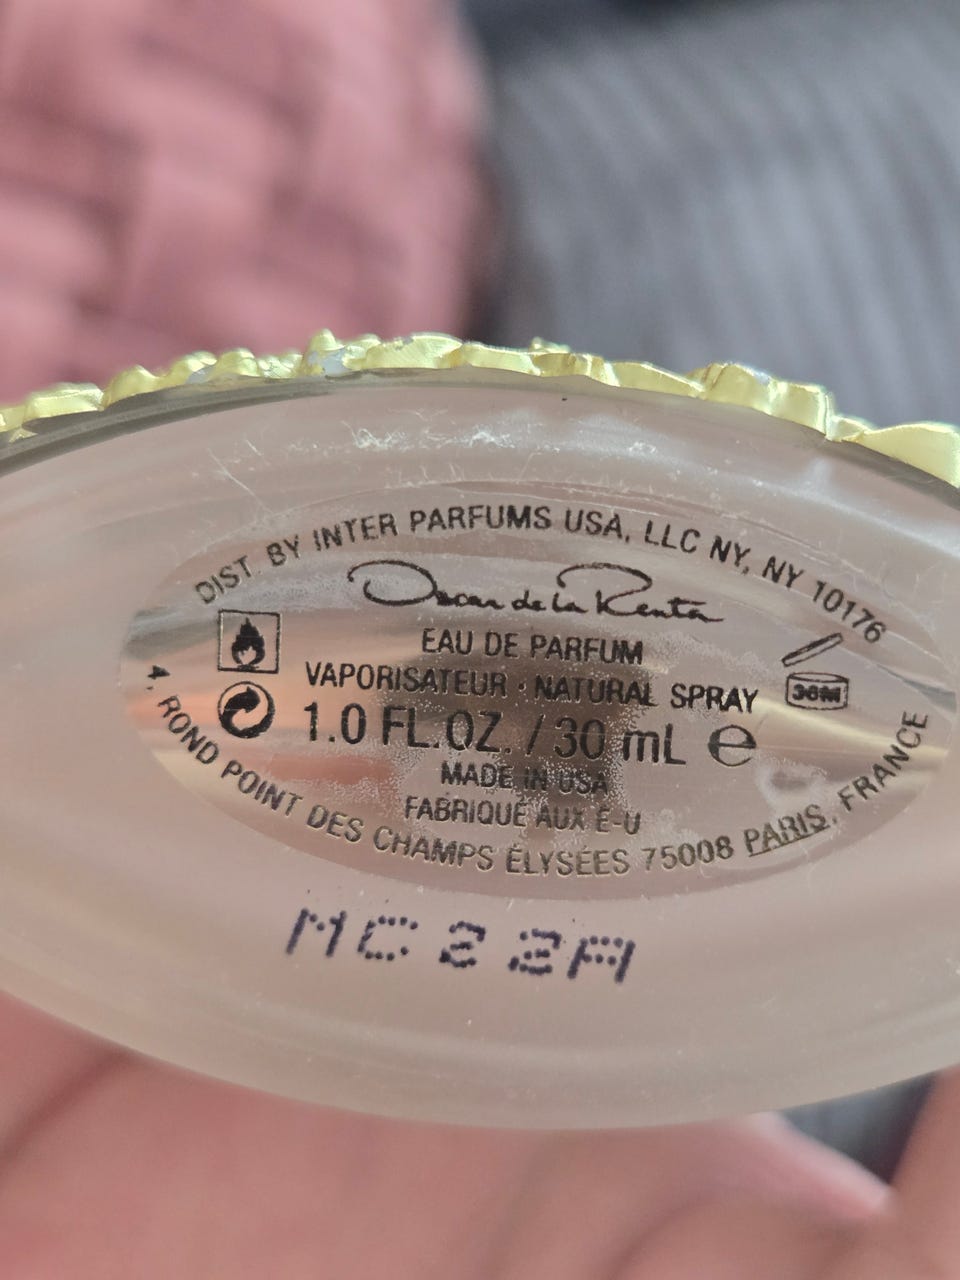 DIST. BY INTER PARFUMS USA, LLC NY, NY 10176
Oscar de la Renta
EAU DE PARFUM
VAPORISATEUR · NATURAL SPRAY
36M
1.0 FL.OZ. / 30 mL e
MADE IN USA
FABRIQUÉ AUX É-U
4, ROND POINT DES CHAMPS ÉLYSÉES 75008 PARIS, FRANCE
MC22A